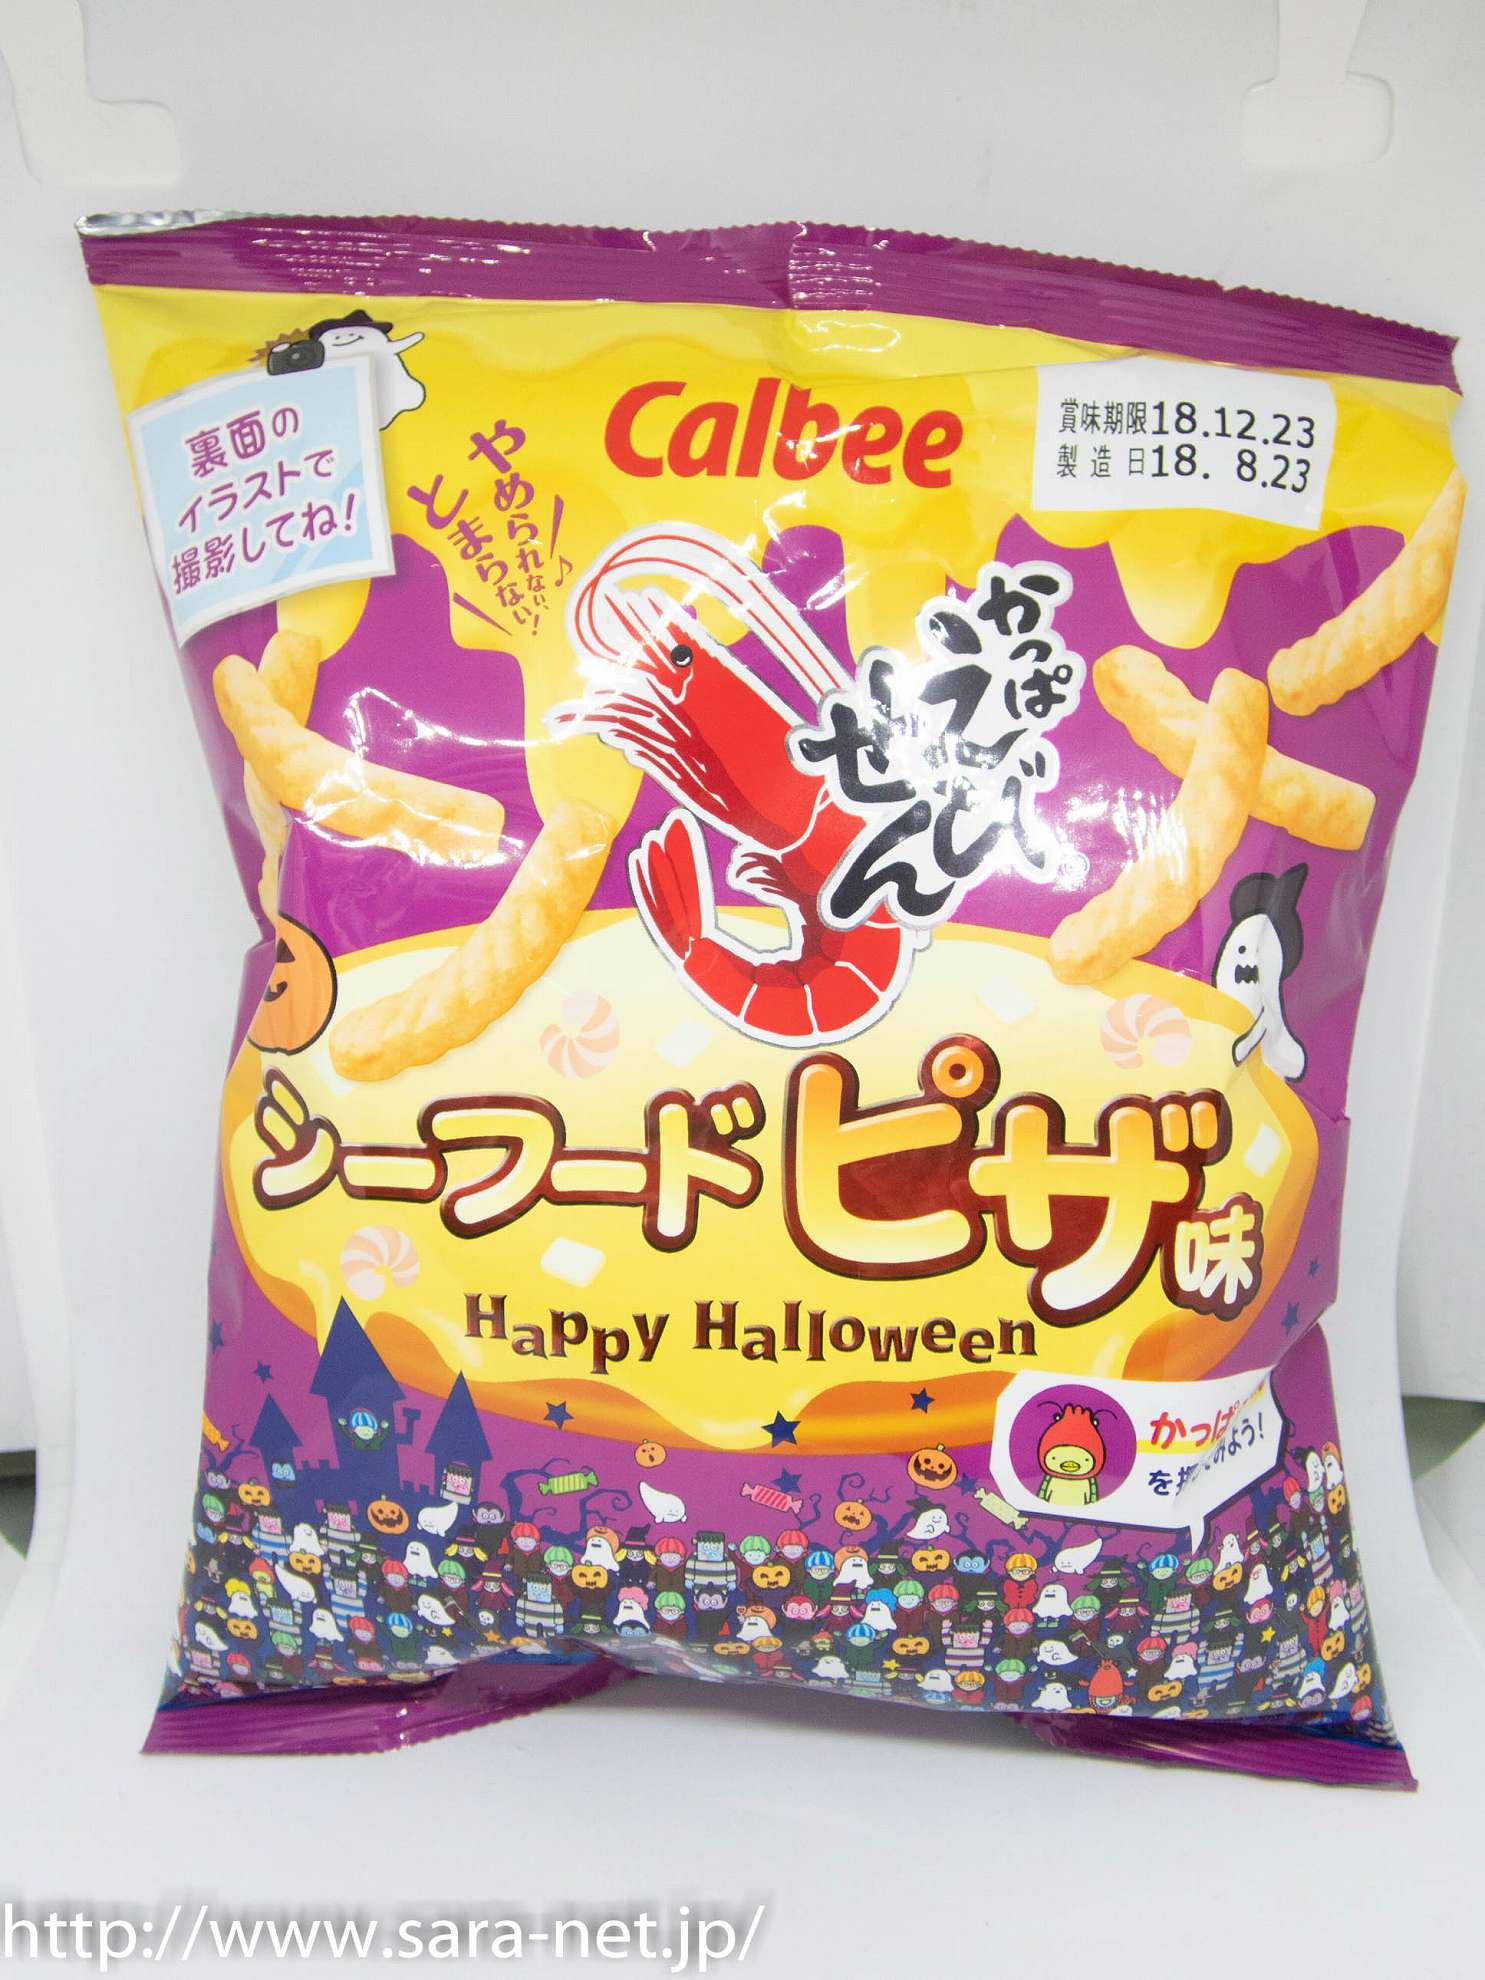 Calbee
賞味期限18.12.23
製造日18. 8.23
裏面の
イラストで
撮影してね!
やめられない♪
とまらない!
かっぱ
えびせん
シーフードピザ味
Happy Halloween
かっぱ
を
みよう!
http://www.sara-net.jp/